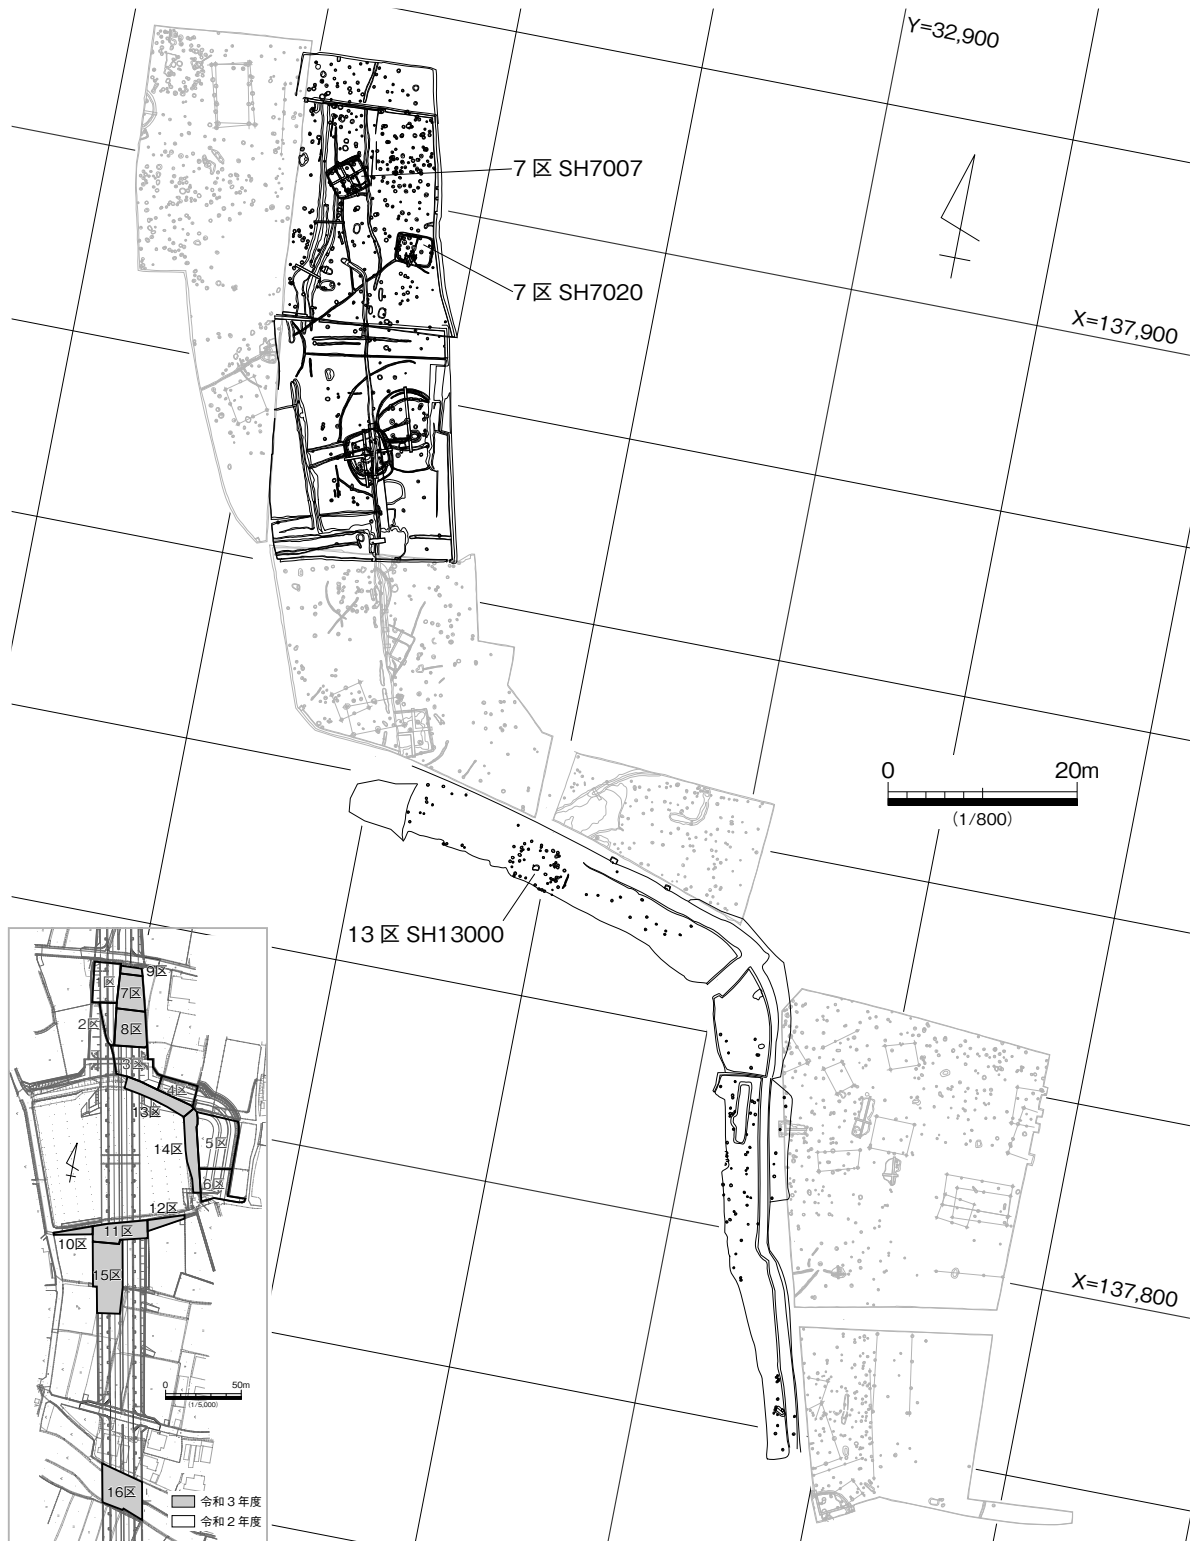 Y=32,900
7 区 SH7007
7 区 SH7020
X=137,900
0 20m
(1/800)
13 区 SH13000
X=137,800
9区
1区
7区
2区
8区
3区
4区
13区
14区
5区
6区
12区
11区
10区
15区
0 50m
(1/5,000)
16区
令和 3 年度
令和 2 年度